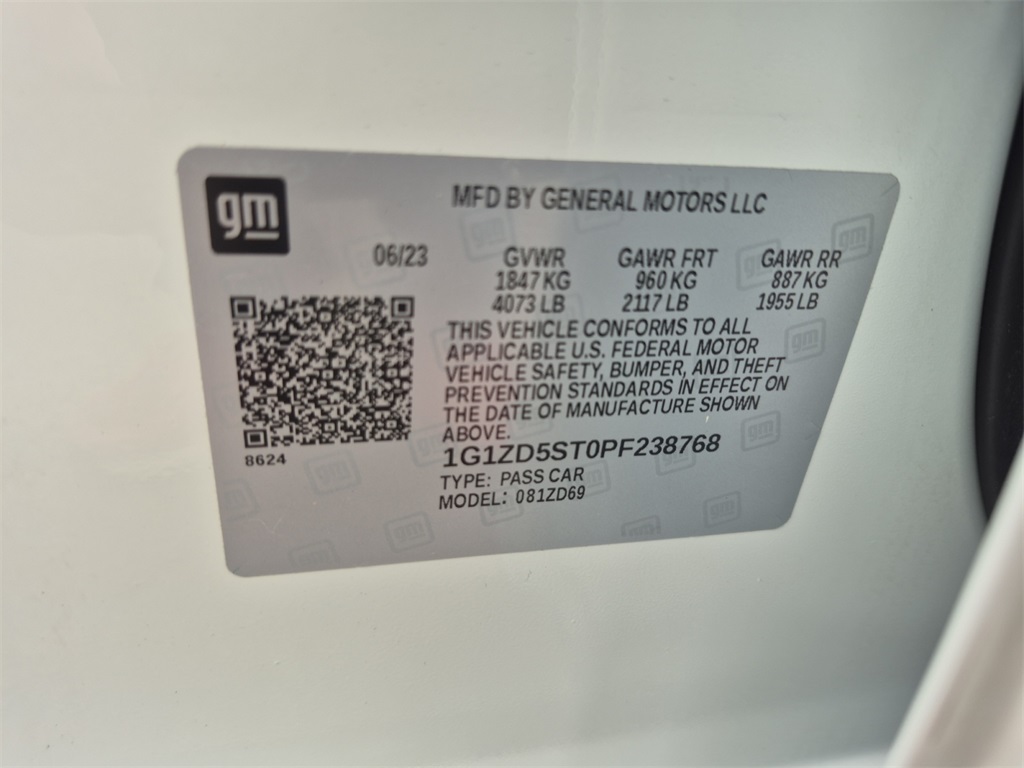 gm
MFD BY GENERAL MOTORS LLC
06/23 GVWR GAWR FRT GAWR RR
1847 KG 960 KG 887 KG
4073 LB 2117 LB 1955 LB
THIS VEHICLE CONFORMS TO ALL
APPLICABLE U.S. FEDERAL MOTOR
VEHICLE SAFETY, BUMPER, AND THEFT
PREVENTION STANDARDS IN EFFECT ON
THE DATE OF MANUFACTURE SHOWN
ABOVE.
8624
1G1ZD5ST0PF238768
TYPE: PASS CAR
MODEL: 081ZD69